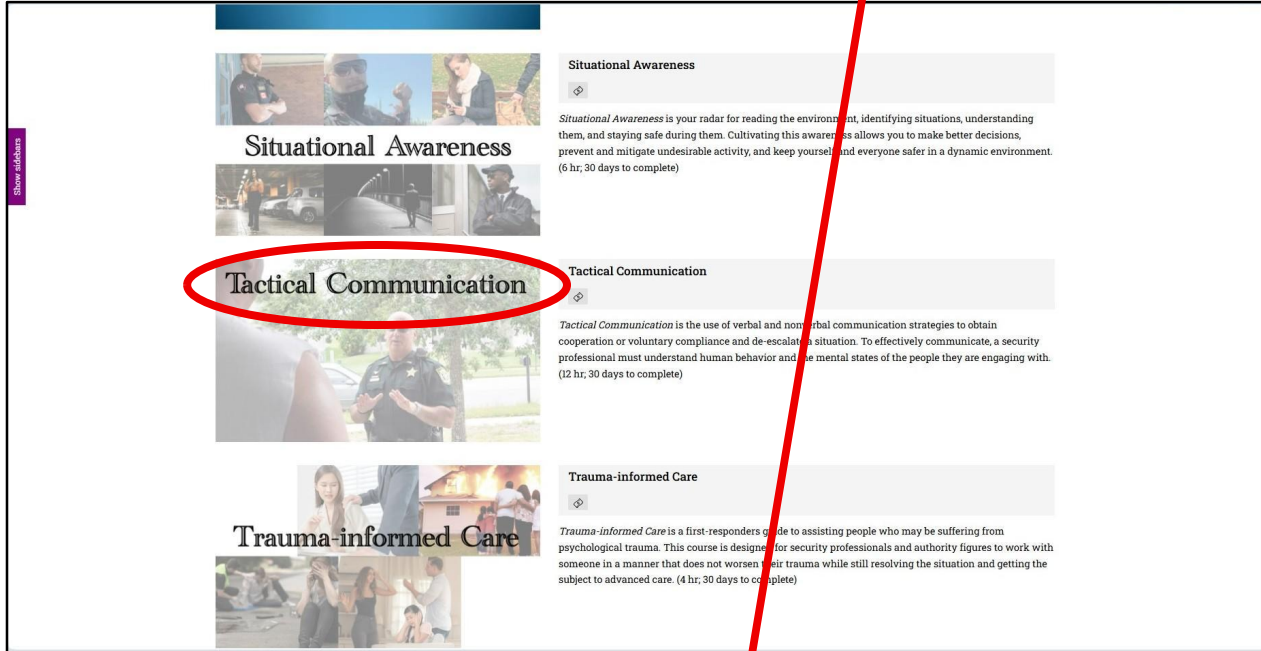 Show sidebars
Situational Awareness
Situational Awareness
Situational Awareness is your radar for reading the environment, identifying situations, understanding
them, and staying safe during them. Cultivating this awareness allows you to make better decisions,
prevent and mitigate undesirable activity, and keep yourself and everyone safer in a dynamic environment.
(6 hr; 30 days to complete)
Tactical Communication
Tactical Communication
Tactical Communication is the use of verbal and nonverbal communication strategies to obtain
cooperation or voluntary compliance and de-escalate a situation. To effectively communicate, a security
professional must understand human behavior and the mental states of the people they are engaging with.
(12 hr; 30 days to complete)
Trauma-informed Care
Trauma-informed Care
Trauma-informed Care is a first-responders guide to assisting people who may be suffering from
psychological trauma. This course is designed for security professionals and authority figures to work with
someone in a manner that does not worsen their trauma while still resolving the situation and getting the
subject to advanced care. (4 hr; 30 days to complete)